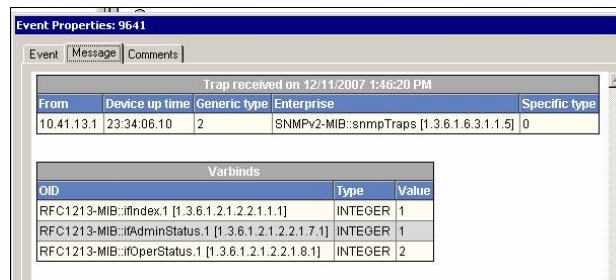 Event Properties: 9641
Event Message Comments
Trap received on 12/11/2007 1:46:20 PM
From Device up time Generic type Enterprise Specific type
10.41.13.1 23:34:06.10 2 SNMPv2-MIB::snmpTraps [1.3.6.1.6.3.1.1.5] 0
Varbinds
OID Type Value
RFC1213-MIB::ifIndex.1 [1.3.6.1.2.1.2.2.1.1.1] INTEGER 1
RFC1213-MIB::ifAdminStatus.1 [1.3.6.1.2.1.2.2.1.7.1] INTEGER 1
RFC1213-MIB::ifOperStatus.1 [1.3.6.1.2.1.2.2.1.8.1] INTEGER 2